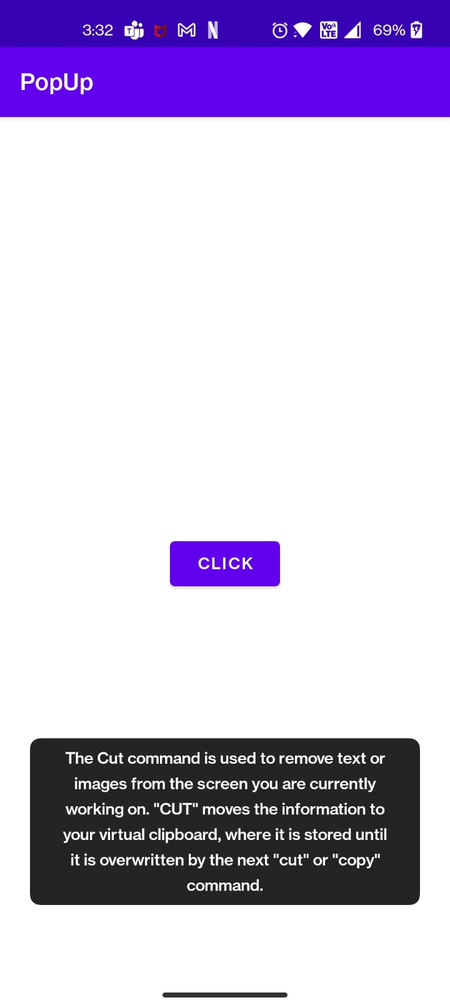 3:32
69%
PopUp
CLICK
The Cut command is used to remove text or
images from the screen you are currently
working on. "CUT" moves the information to
your virtual clipboard, where it is stored until
it is overwritten by the next "cut" or "copy"
command.